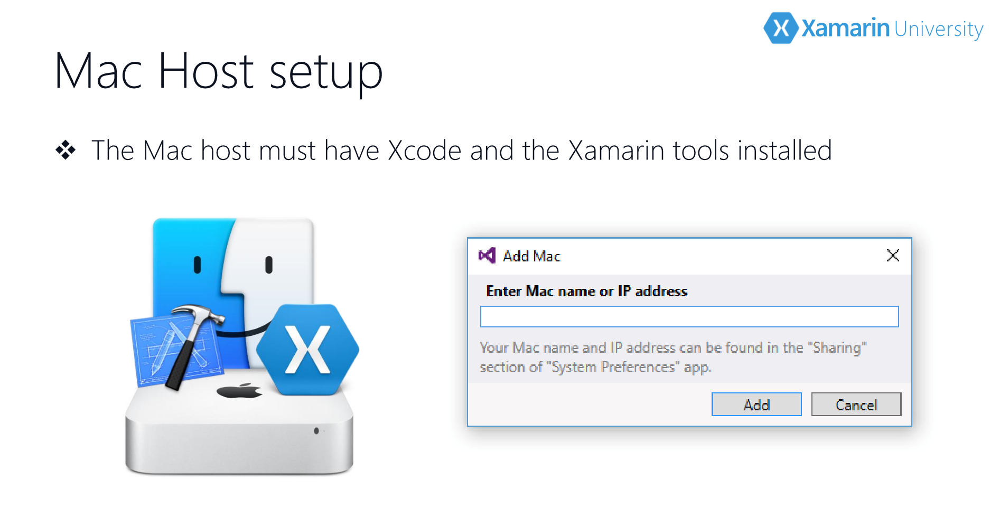 Xamarin University
Mac Host setup
❖ The Mac host must have Xcode and the Xamarin tools installed
Add Mac
Enter Mac name or IP address
Your Mac name and IP address can be found in the "Sharing"
section of "System Preferences" app.
Add Cancel